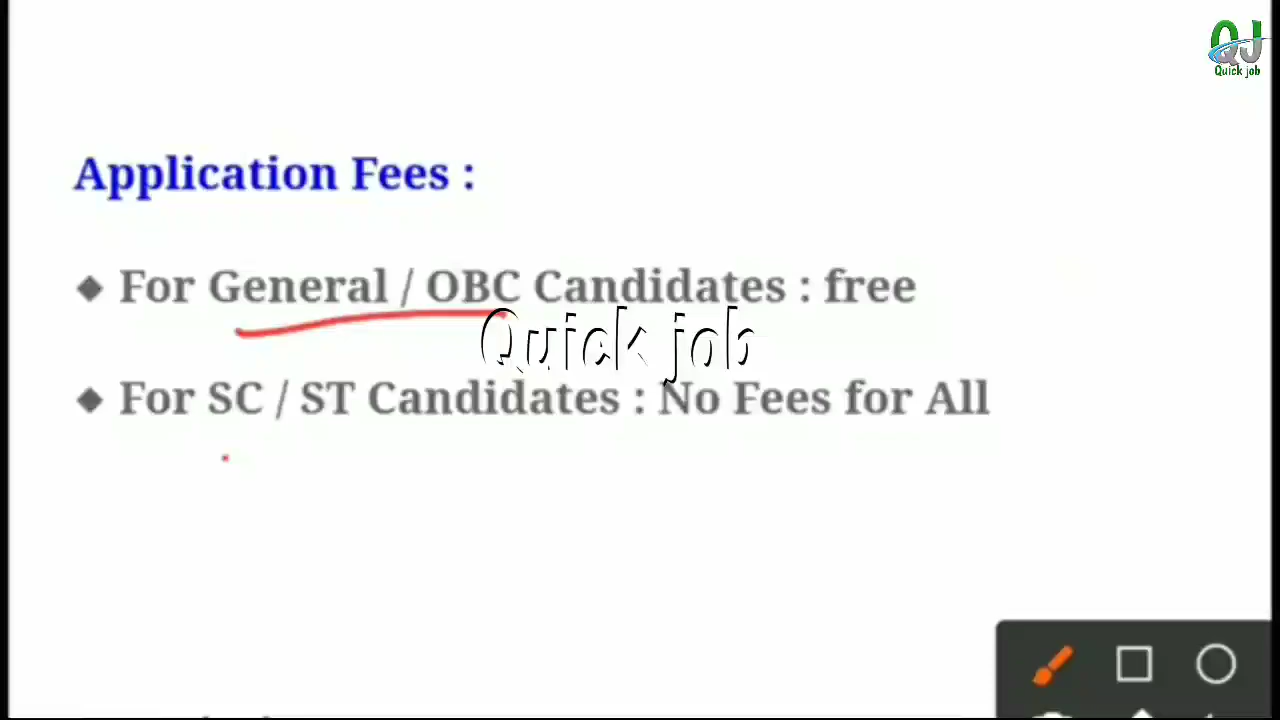 QJ
Quick job
Application Fees :
◆ For General / OBC Candidates : free
Quick job
◆ For SC / ST Candidates : No Fees for All